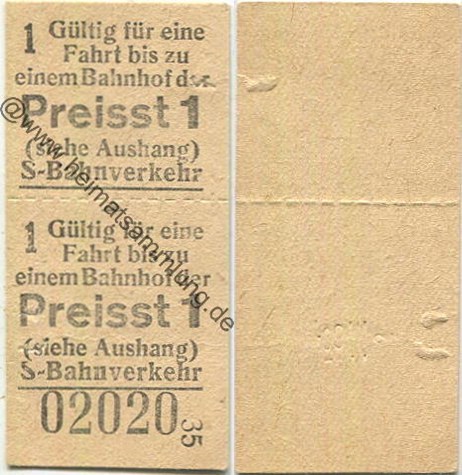 1 Gültig für eine
Fahrt bis zu
einem Bahnhof der
Preisst 1
(siehe Aushang)
S-Bahnverkehr
1 Gültig für eine
Fahrt bis zu
einem Bahnhof der
Preisst 1
(siehe Aushang)
S-Bahnverkehr
02020 35
@www.heimatsammlung.de